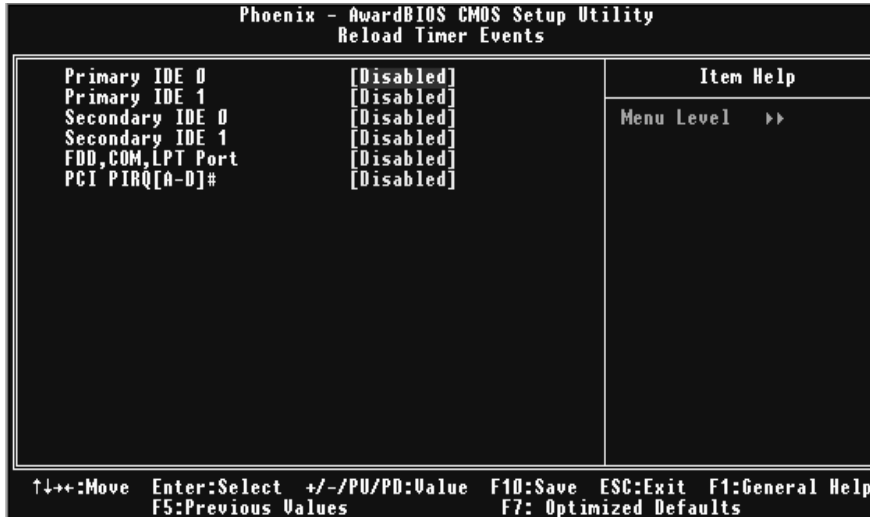 Phoenix - AwardBIOS CMOS Setup Utility
Reload Timer Events
Primary IDE 0 [Disabled]
Primary IDE 1 [Disabled]
Secondary IDE 0 [Disabled]
Secondary IDE 1 [Disabled]
FDD,COM,LPT Port [Disabled]
PCI PIRQ[A-D]# [Disabled]
Item Help
Menu Level ►►
↑↓→←:Move Enter:Select +/-/PU/PD:Value F10:Save ESC:Exit F1:General Help
F5:Previous Values F7: Optimized Defaults